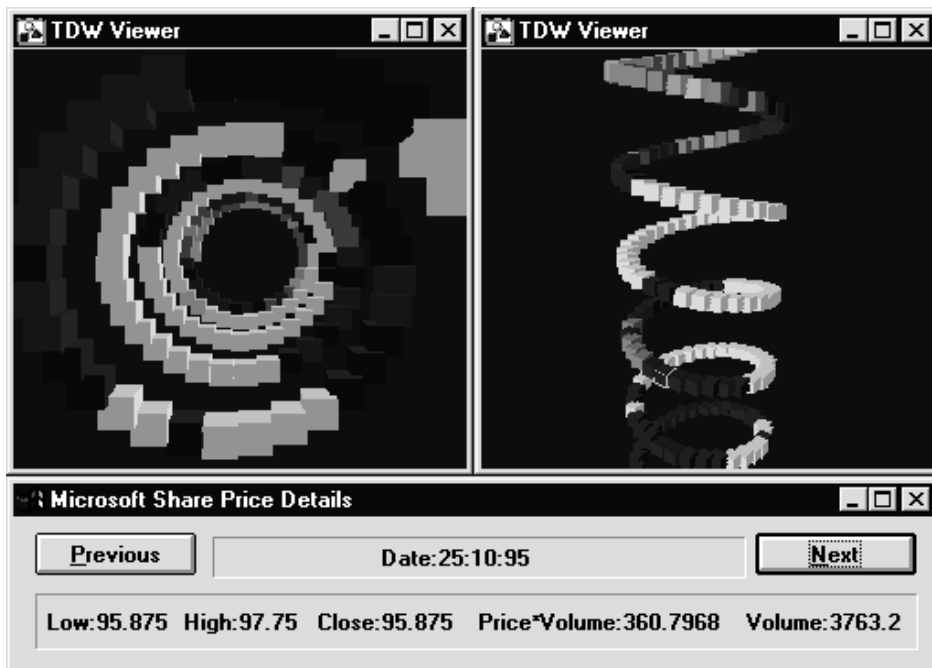 TDW Viewer
TDW Viewer
Microsoft Share Price Details
Previous
Date:25:10:95
Next
Low:95.875 High:97.75 Close:95.875 Price*Volume:360.7968 Volume:3763.2